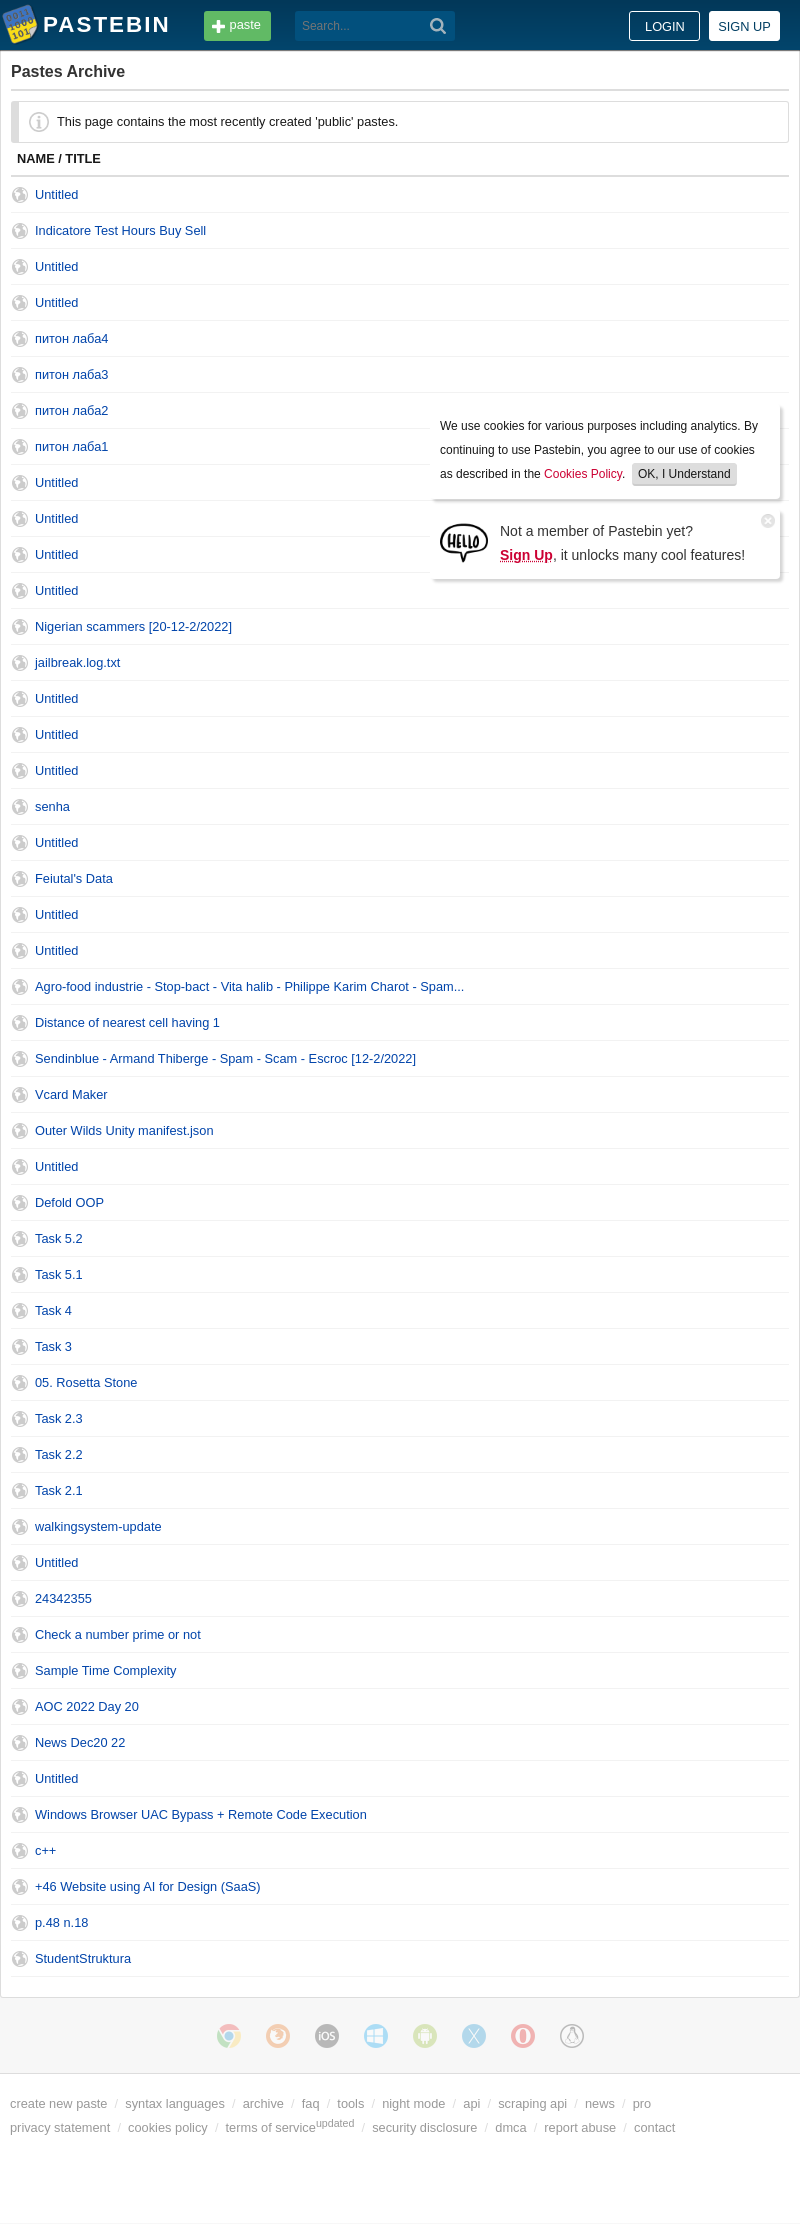 PASTEBIN
paste
Search...
LOGIN
SIGN UP
Pastes Archive
This page contains the most recently created 'public' pastes.
NAME / TITLE
Untitled
Indicatore Test Hours Buy Sell
Untitled
Untitled
питон лаба4
питон лаба3
питон лаба2
питон лаба1
Untitled
Untitled
Untitled
Untitled
We use cookies for various purposes including analytics. By
continuing to use Pastebin, you agree to our use of cookies
as described in the Cookies Policy. OK, I Understand
HELLO
Not a member of Pastebin yet?
Sign Up, it unlocks many cool features!
Nigerian scammers [20-12-2/2022]
jailbreak.log.txt
Untitled
Untitled
Untitled
senha
Untitled
Feiutal's Data
Untitled
Untitled
Agro-food industrie - Stop-bact - Vita halib - Philippe Karim Charot - Spam...
Distance of nearest cell having 1
Sendinblue - Armand Thiberge - Spam - Scam - Escroc [12-2/2022]
Vcard Maker
Outer Wilds Unity manifest.json
Untitled
Defold OOP
Task 5.2
Task 5.1
Task 4
Task 3
05. Rosetta Stone
Task 2.3
Task 2.2
Task 2.1
walkingsystem-update
Untitled
24342355
Check a number prime or not
Sample Time Complexity
AOC 2022 Day 20
News Dec20 22
Untitled
Windows Browser UAC Bypass + Remote Code Execution
c++
+46 Website using AI for Design (SaaS)
p.48 n.18
StudentStruktura
iOS
create new paste / syntax languages / archive / faq / tools / night mode / api / scraping api / news / pro
privacy statement / cookies policy / terms of service updated / security disclosure / dmca / report abuse / contact